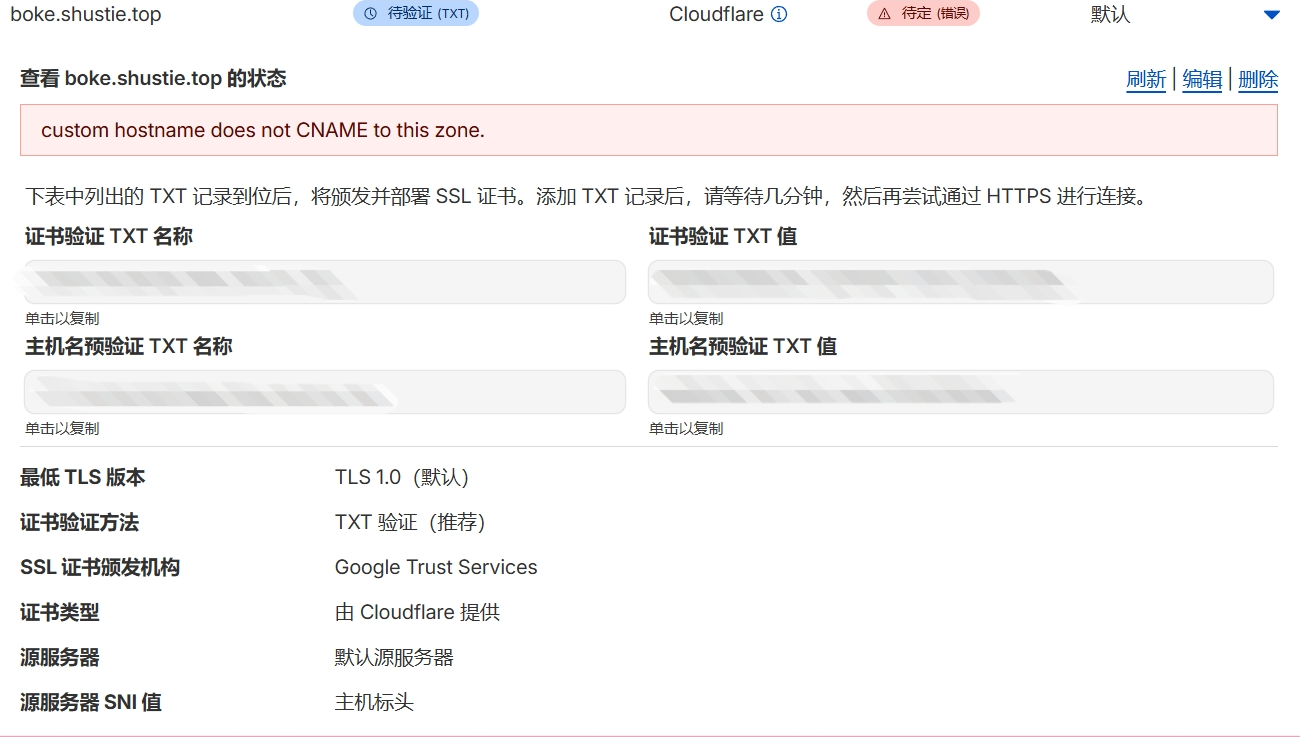 boke.shustie.top 待验证 (TXT) Cloudflare 待定 (错误) 默认
查看 boke.shustie.top 的状态 刷新 | 编辑 | 删除
custom hostname does not CNAME to this zone.
下表中列出的 TXT 记录到位后，将颁发并部署 SSL 证书。添加 TXT 记录后，请等待几分钟，然后再尝试通过 HTTPS 进行连接。
证书验证 TXT 名称 证书验证 TXT 值
单击以复制 单击以复制
主机名预验证 TXT 名称 主机名预验证 TXT 值
单击以复制 单击以复制
最低 TLS 版本 TLS 1.0（默认）
证书验证方法 TXT 验证（推荐）
SSL 证书颁发机构 Google Trust Services
证书类型 由 Cloudflare 提供
源服务器 默认源服务器
源服务器 SNI 值 主机标头